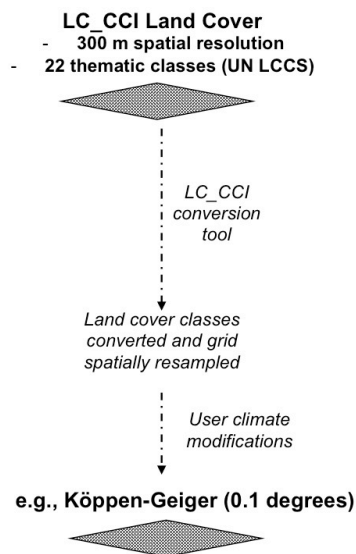 LC_CCI Land Cover
- 300 m spatial resolution
- 22 thematic classes (UN LCCS)
LC_CCI
conversion
tool
Land cover classes
converted and grid
spatially resampled
User climate
modifications
e.g., Köppen-Geiger (0.1 degrees)